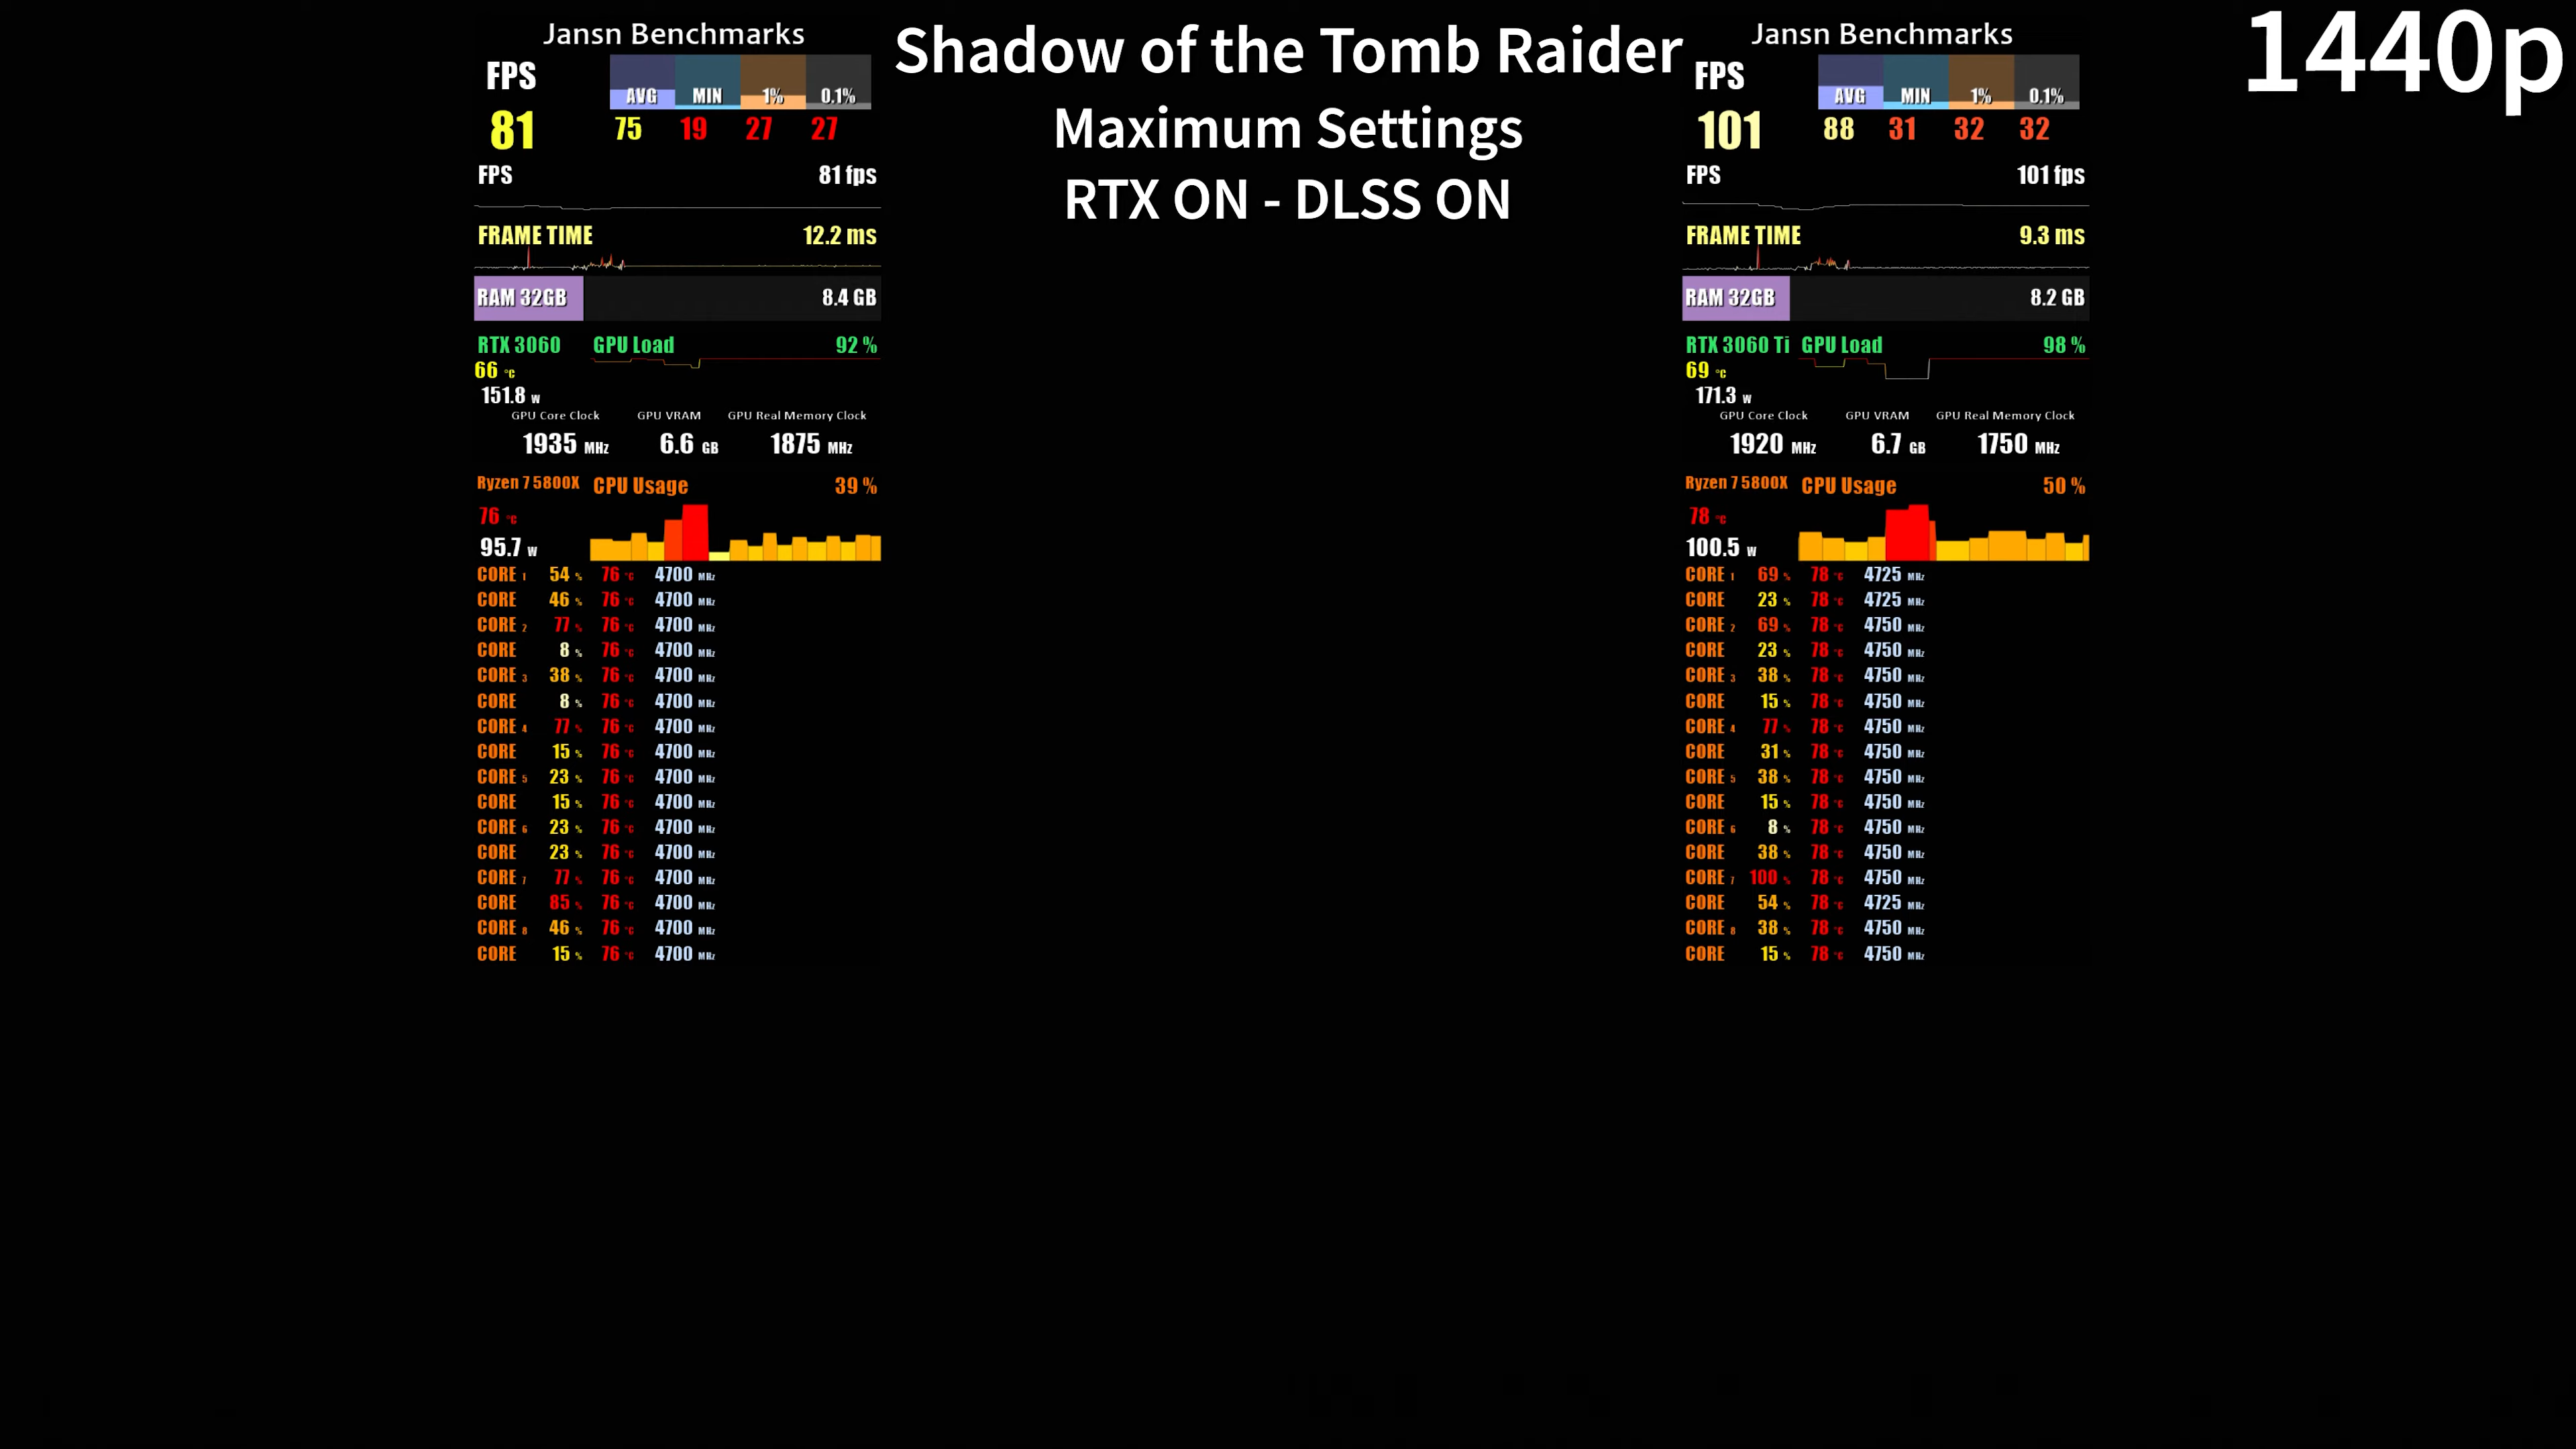 Jansn Benchmarks
FPS
AVG MIN 1% 0.1%
81 75 19 27 27
FPS 81 fps
FRAME TIME 12.2 ms
RAM 32GB 8.4 GB
RTX 3060 GPU Load 92 %
66 °C
151.8 W
GPU Core Clock GPU VRAM GPU Real Memory Clock
1935 MHz 6.6 GB 1875 MHz
Ryzen 7 5800X CPU Usage 39 %
76 °C
95.7 W
CORE 1 54 % 76 °C 4700 MHz
CORE 46 % 76 °C 4700 MHz
CORE 2 77 % 76 °C 4700 MHz
CORE 8 % 76 °C 4700 MHz
CORE 3 38 % 76 °C 4700 MHz
CORE 8 % 76 °C 4700 MHz
CORE 4 77 % 76 °C 4700 MHz
CORE 15 % 76 °C 4700 MHz
CORE 5 23 % 76 °C 4700 MHz
CORE 15 % 76 °C 4700 MHz
CORE 6 23 % 76 °C 4700 MHz
CORE 23 % 76 °C 4700 MHz
CORE 7 77 % 76 °C 4700 MHz
CORE 85 % 76 °C 4700 MHz
CORE 8 46 % 76 °C 4700 MHz
CORE 15 % 76 °C 4700 MHz
Shadow of the Tomb Raider
Maximum Settings
RTX ON - DLSS ON
Jansn Benchmarks
FPS
AVG MIN 1% 0.1%
101 88 31 32 32
FPS 101 fps
FRAME TIME 9.3 ms
RAM 32GB 8.2 GB
RTX 3060 Ti GPU Load 98 %
69 °C
171.3 W
GPU Core Clock GPU VRAM GPU Real Memory Clock
1920 MHz 6.7 GB 1750 MHz
Ryzen 7 5800X CPU Usage 50 %
78 °C
100.5 W
CORE 1 69 % 78 °C 4725 MHz
CORE 23 % 78 °C 4725 MHz
CORE 2 69 % 78 °C 4750 MHz
CORE 23 % 78 °C 4750 MHz
CORE 3 38 % 78 °C 4750 MHz
CORE 15 % 78 °C 4750 MHz
CORE 4 77 % 78 °C 4750 MHz
CORE 31 % 78 °C 4750 MHz
CORE 5 38 % 78 °C 4750 MHz
CORE 15 % 78 °C 4750 MHz
CORE 6 8 % 78 °C 4750 MHz
CORE 38 % 78 °C 4750 MHz
CORE 7 100 % 78 °C 4750 MHz
CORE 54 % 78 °C 4725 MHz
CORE 8 38 % 78 °C 4750 MHz
CORE 15 % 78 °C 4750 MHz
1440p